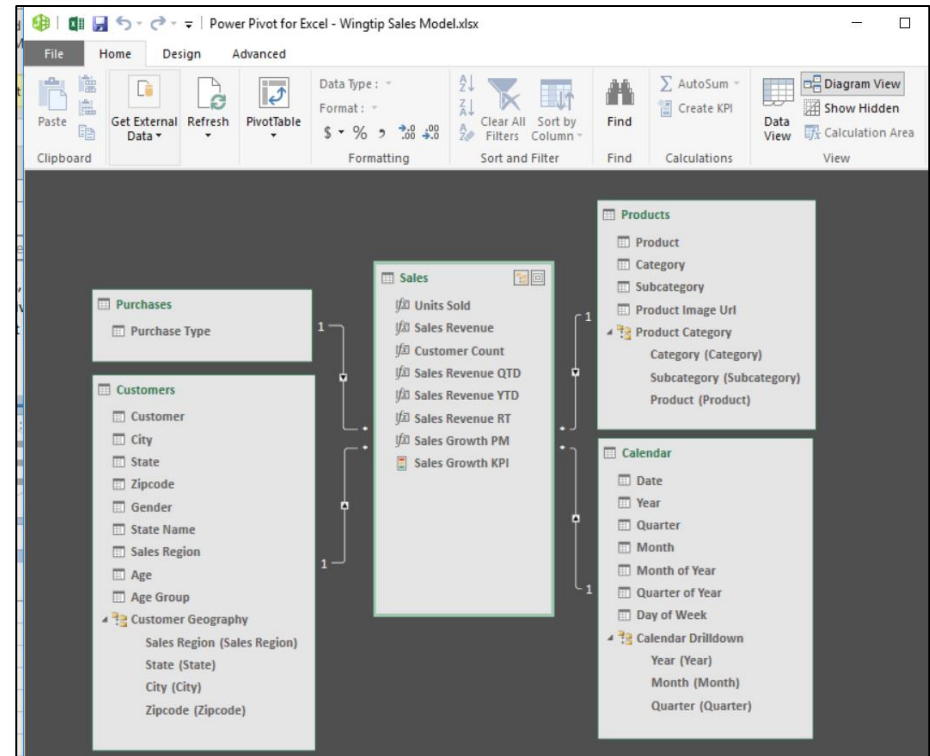 Power Pivot for Excel - Wingtip Sales Model.xlsx
File Home Design Advanced
Paste
Clipboard
Get External
Data
Refresh
PivotTable
Data Type :
Format :
$ % 9 .00 .00
Formatting
Clear All
Filters
Sort by
Column
Sort and Filter
Find
Find
AutoSum
Create KPI
Calculations
Data
View
Diagram View
Show Hidden
Calculation Area
View
Purchases
Purchase Type
1
Customers
Customer
City
State
Zipcode
Gender
State Name
Sales Region
Age
Age Group
Customer Geography
Sales Region (Sales Region)
State (State)
City (City)
Zipcode (Zipcode)
1
Sales
Units Sold
Sales Revenue
Customer Count
Sales Revenue QTD
Sales Revenue YTD
Sales Revenue RT
Sales Growth PM
Sales Growth KPI
* *
* *
1
Products
Product
Category
Subcategory
Product Image Url
Product Category
Category (Category)
Subcategory (Subcategory)
Product (Product)
1
Calendar
Date
Year
Quarter
Month
Month of Year
Quarter of Year
Day of Week
Calendar Drilldown
Year (Year)
Month (Month)
Quarter (Quarter)